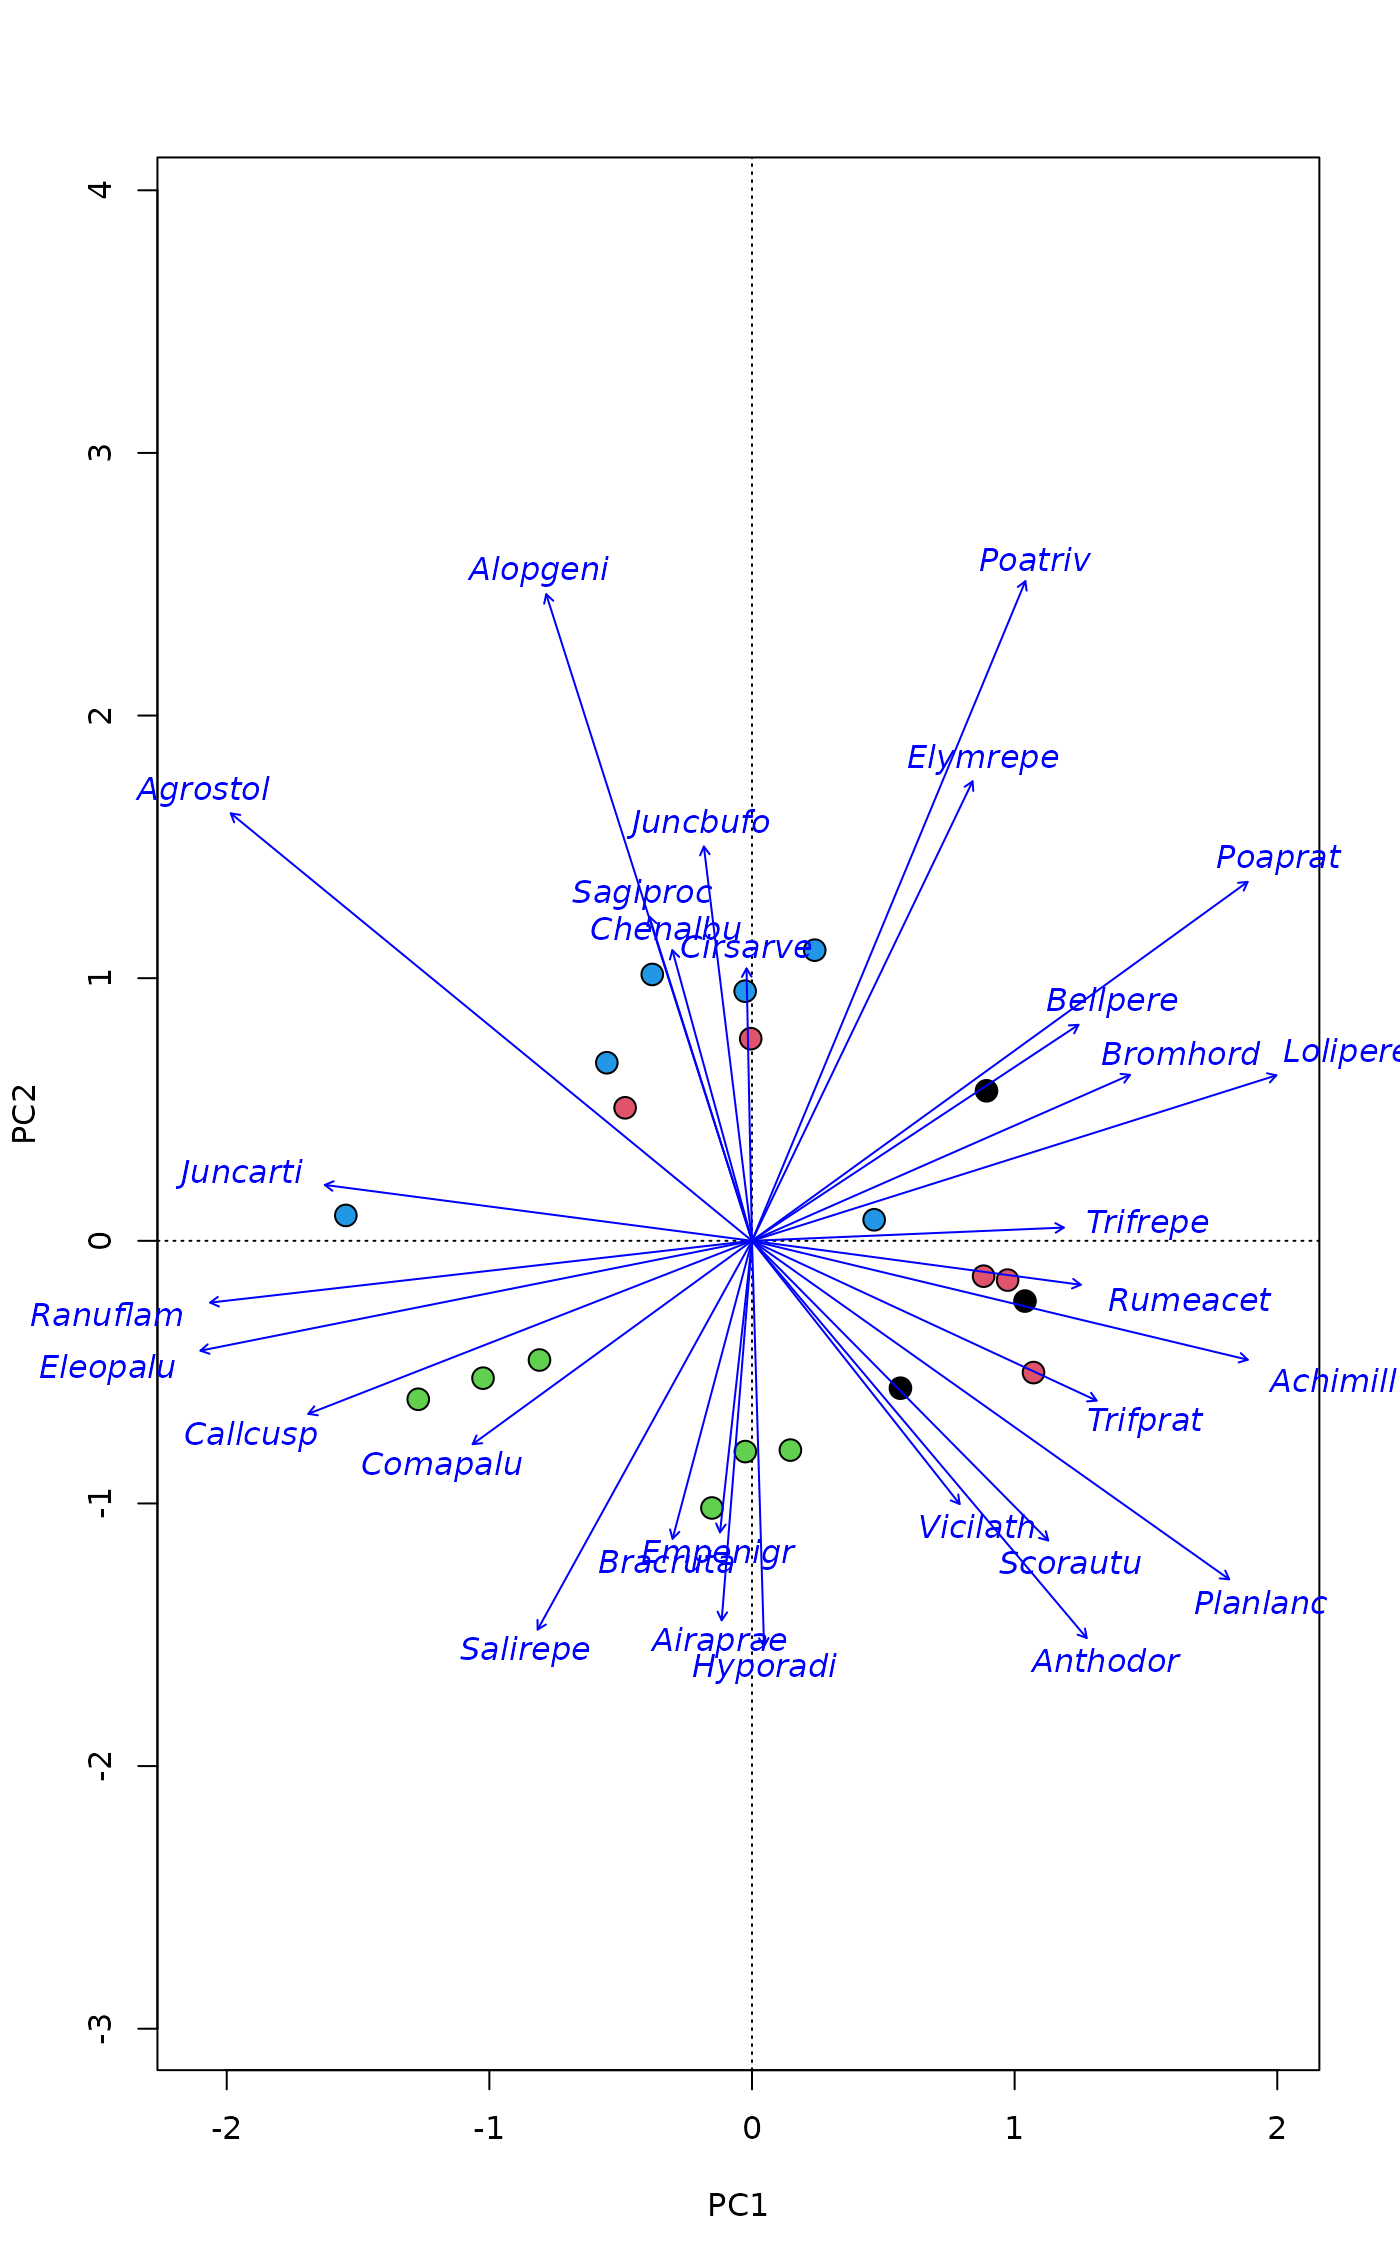 4
3
2
1
0
-1
-2
-3
PC2
Alopgeni
Poatriv
Elymrepe
Agrostol
Juncbufo
Poaprat
Sagiproc
Chenalbu
Cirsarve
Bellpere
Bromhord
Lolipere
Juncarti
Trifrepe
Ranuflam
Rumeacet
Eleopalu
Achimill
Callcusp
Trifprat
Comapalu
Vicilath
Empenigr
Bracruta
Scorautu
Planlanc
Salirepe
Airaprae
Hyporadi
Anthodor
-2 -1 0 1 2
PC1